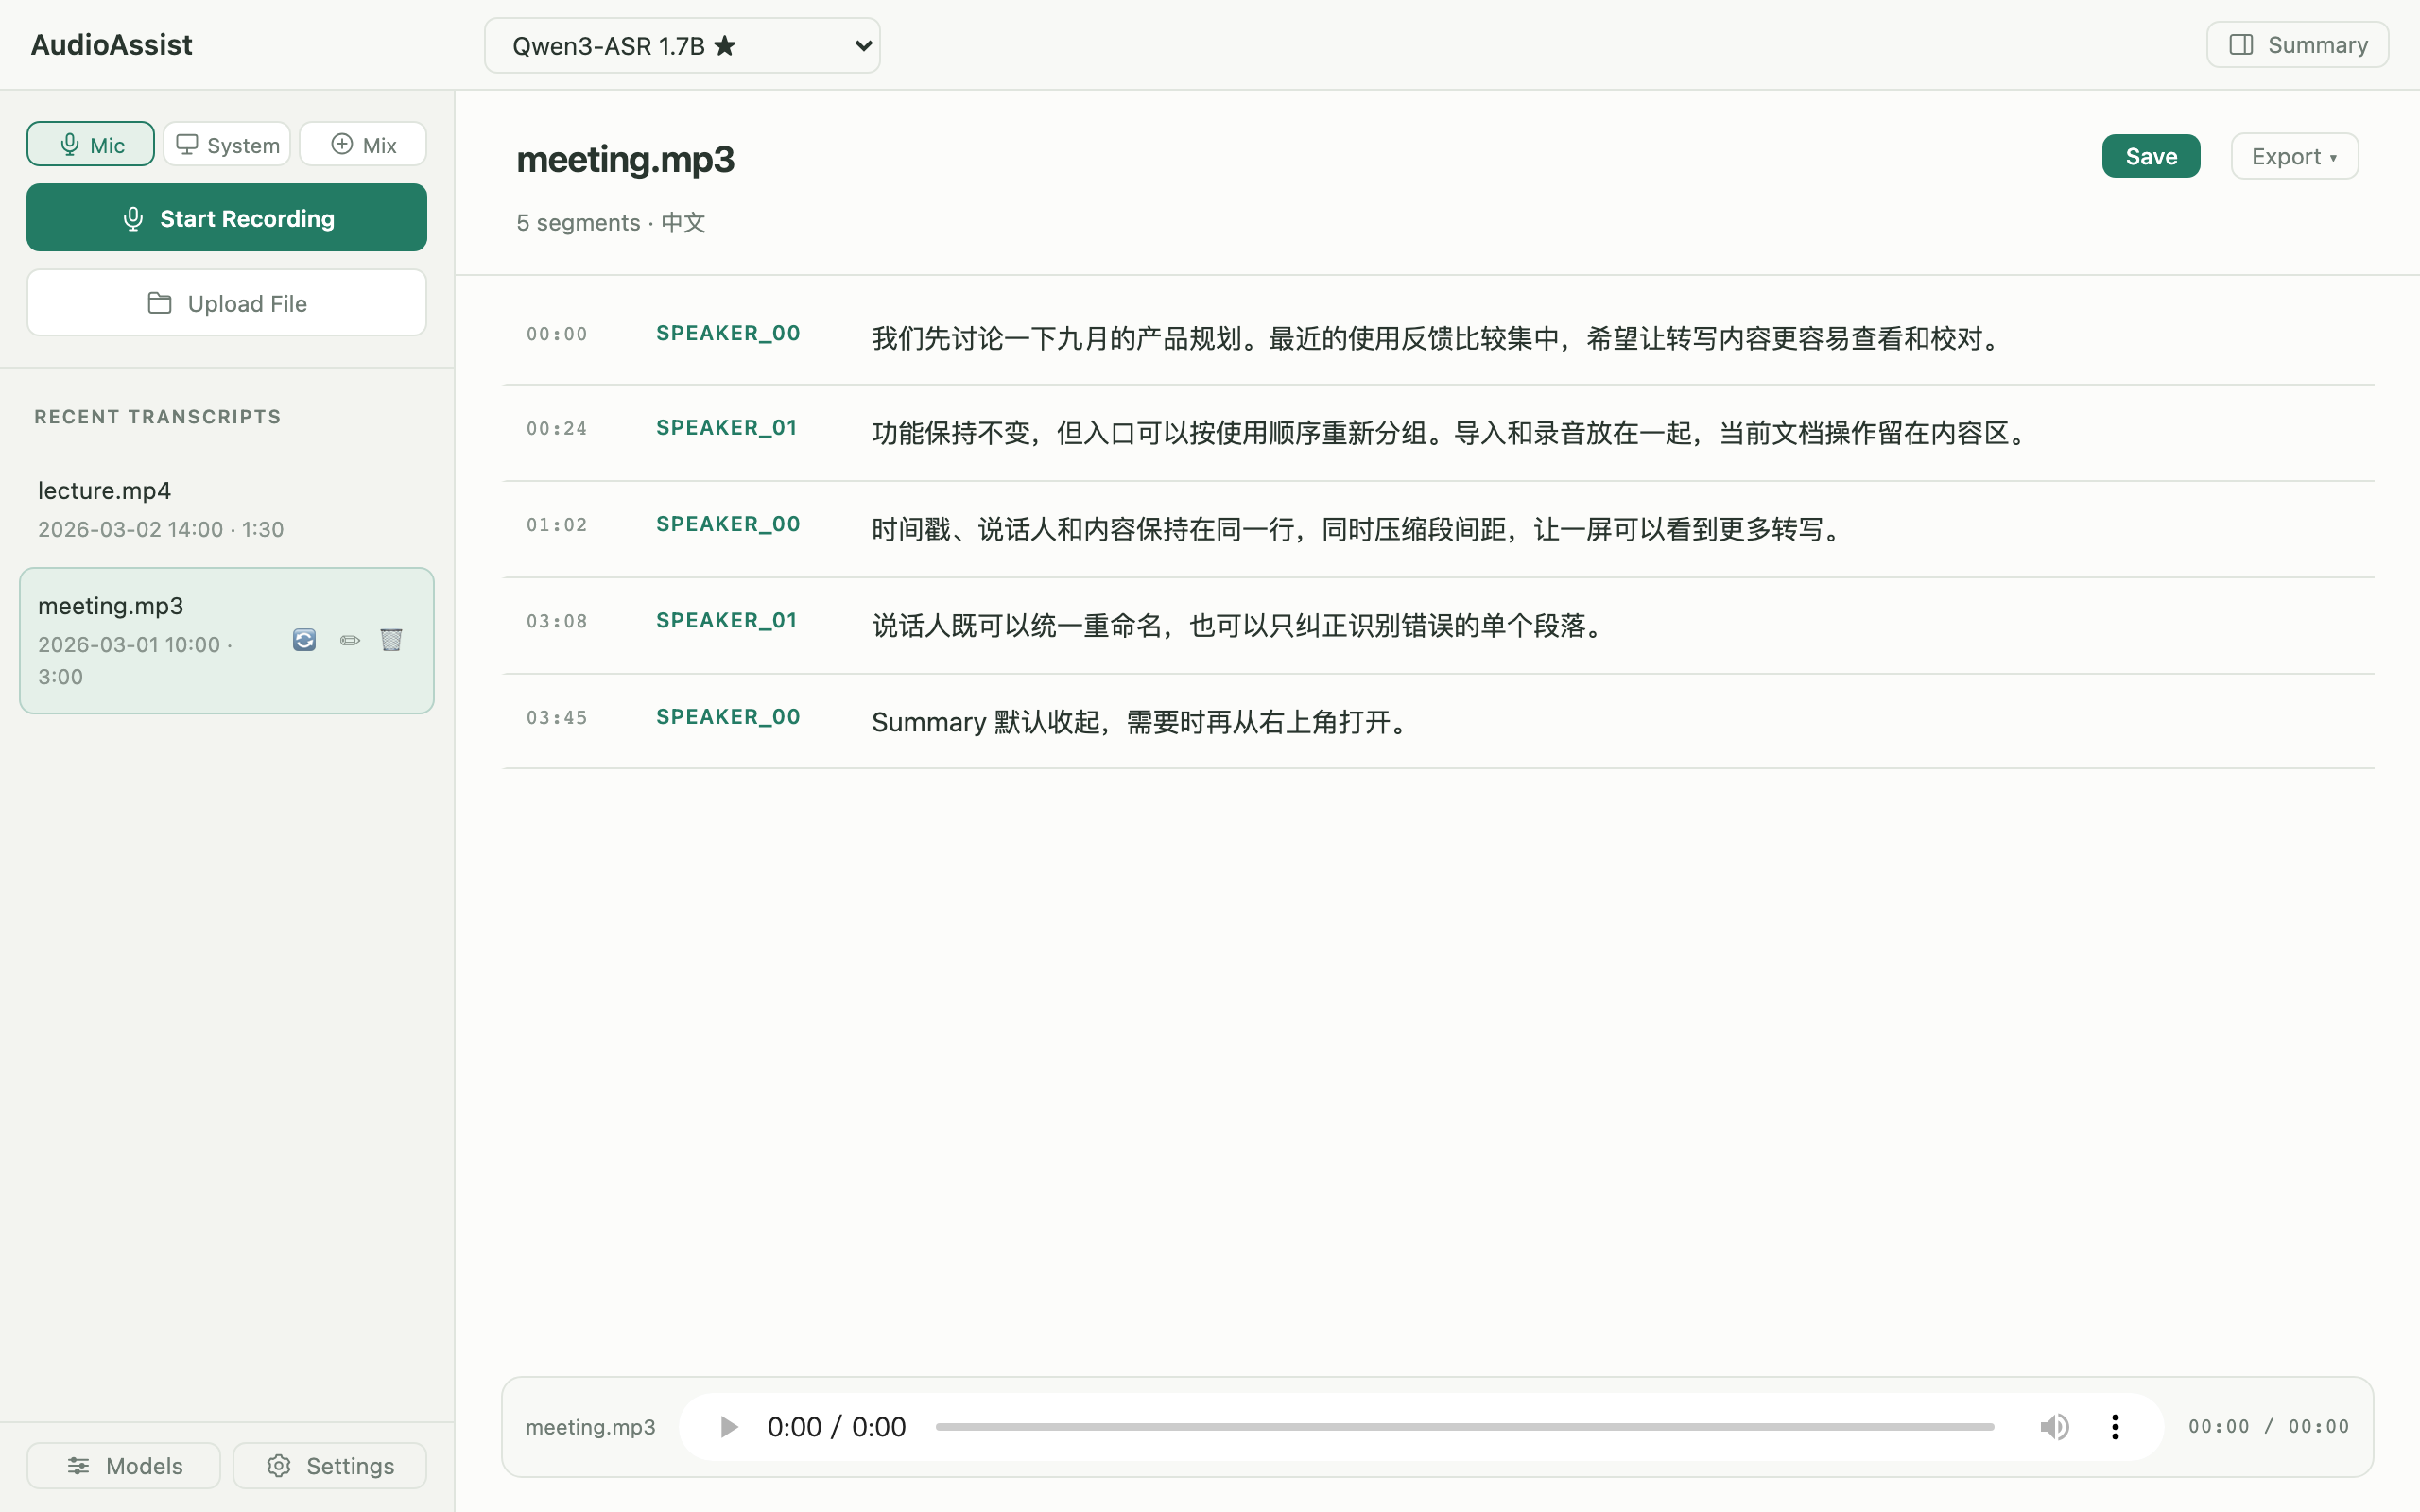 AudioAssist
Qwen3-ASR 1.7B ★
Summary
Mic
System
Mix
Start Recording
Upload File
RECENT TRANSCRIPTS
lecture.mp4
2026-03-02 14:00 · 1:30
meeting.mp3
2026-03-01 10:00 ·
3:00
Models
Settings
meeting.mp3
Save
Export ▾
5 segments · 中文
00:00 SPEAKER_00 我们先讨论一下九月的产品规划。最近的使用反馈比较集中，希望让转写内容更容易查看和校对。
00:24 SPEAKER_01 功能保持不变，但入口可以按使用顺序重新分组。导入和录音放在一起，当前文档操作留在内容区。
01:02 SPEAKER_00 时间戳、说话人和内容保持在同一行，同时压缩段间距，让一屏可以看到更多转写。
03:08 SPEAKER_01 说话人既可以统一重命名，也可以只纠正识别错误的单个段落。
03:45 SPEAKER_00 Summary 默认收起，需要时再从右上角打开。
meeting.mp3
0:00 / 0:00
00:00 / 00:00